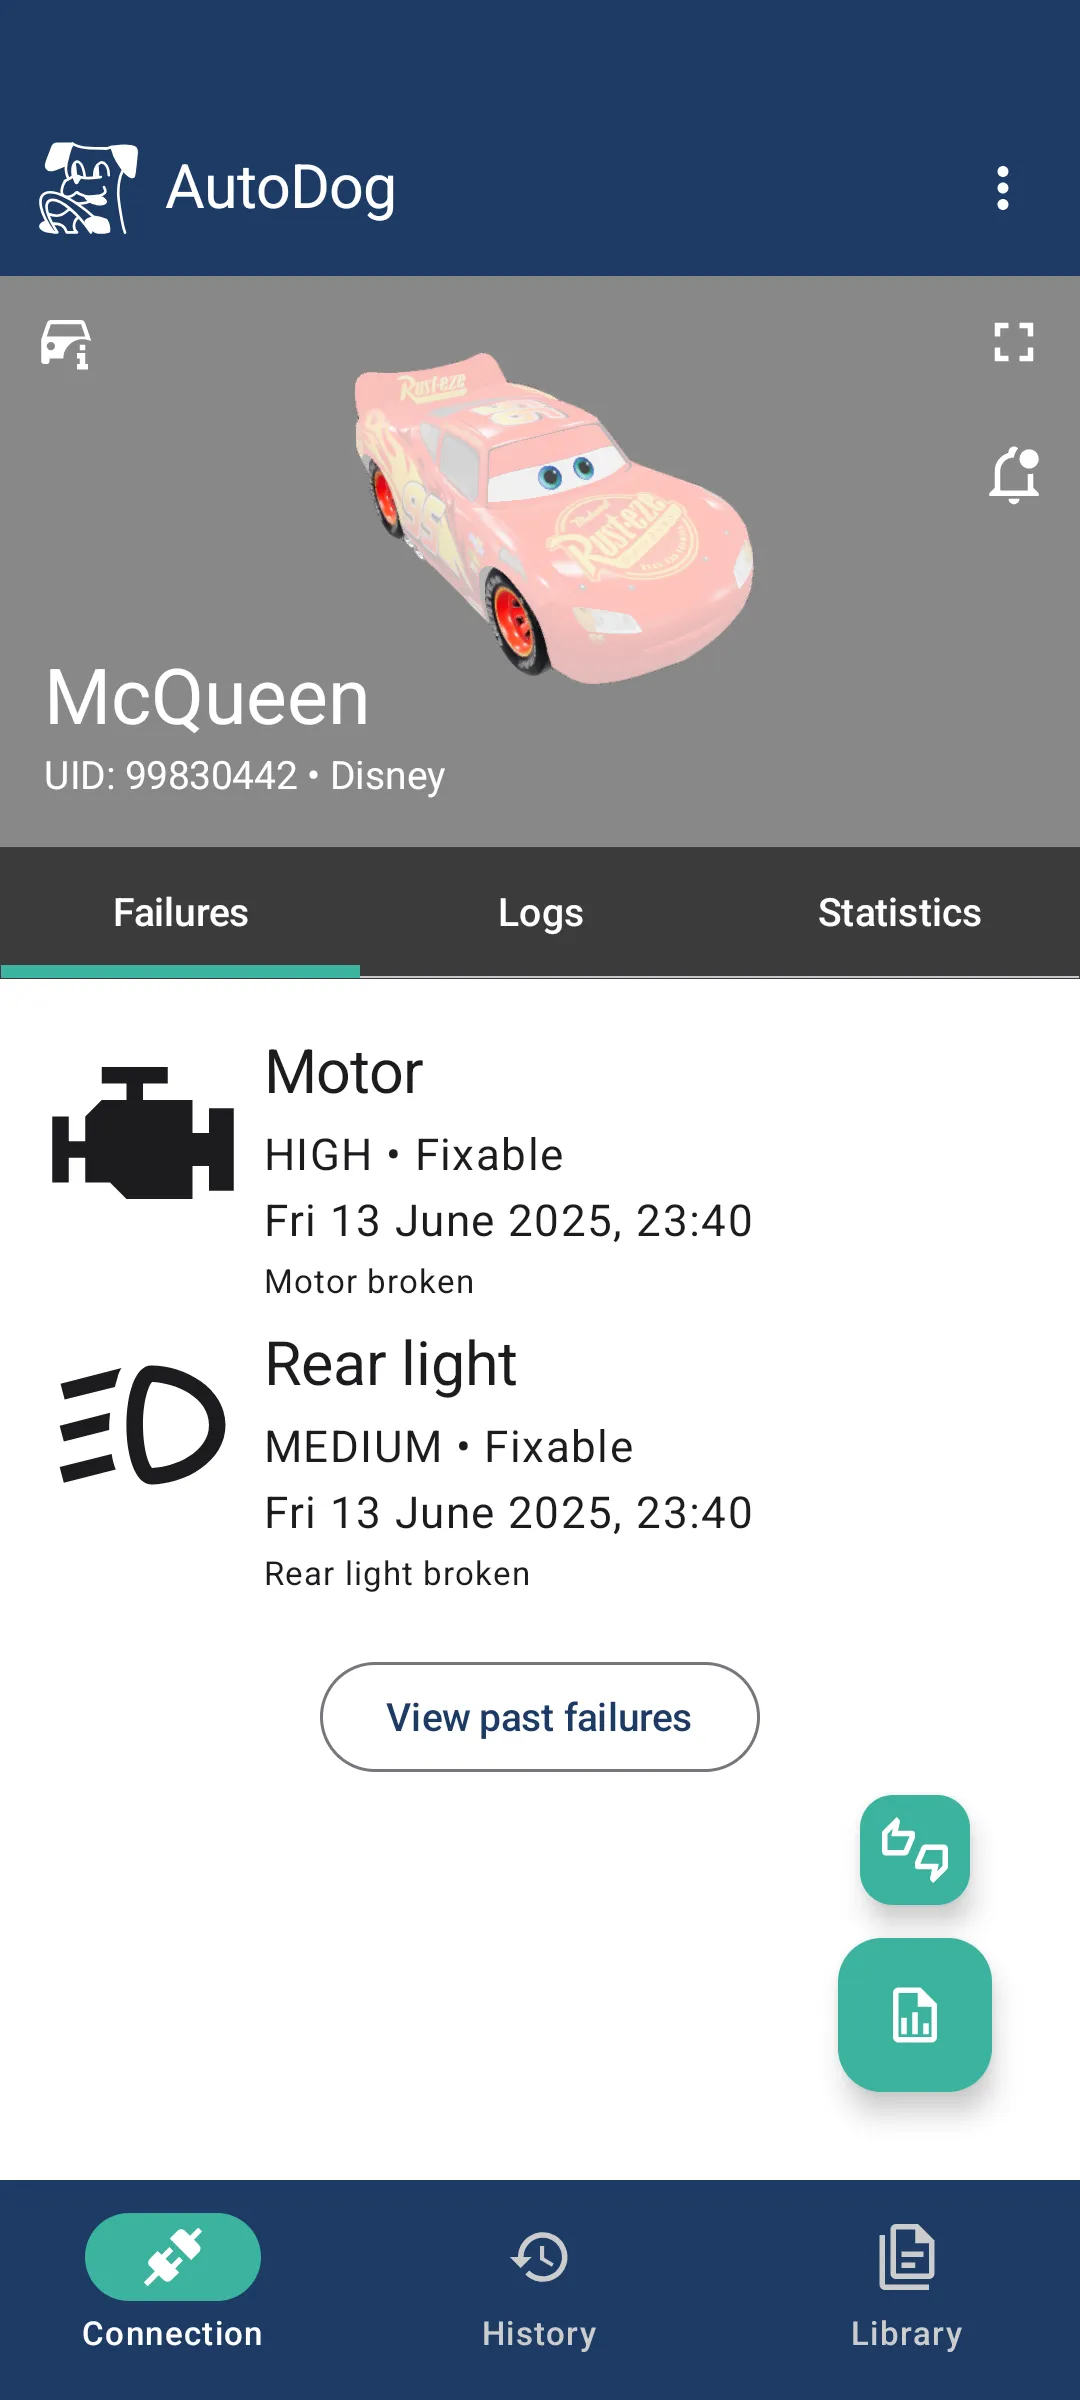 AutoDog
Rust-eze
95
95
Rust-eze
McQueen
UID: 99830442 • Disney
Failures
Logs
Statistics
Motor
HIGH • Fixable
Fri 13 June 2025, 23:40
Motor broken
Rear light
MEDIUM • Fixable
Fri 13 June 2025, 23:40
Rear light broken
View past failures
Connection
History
Library